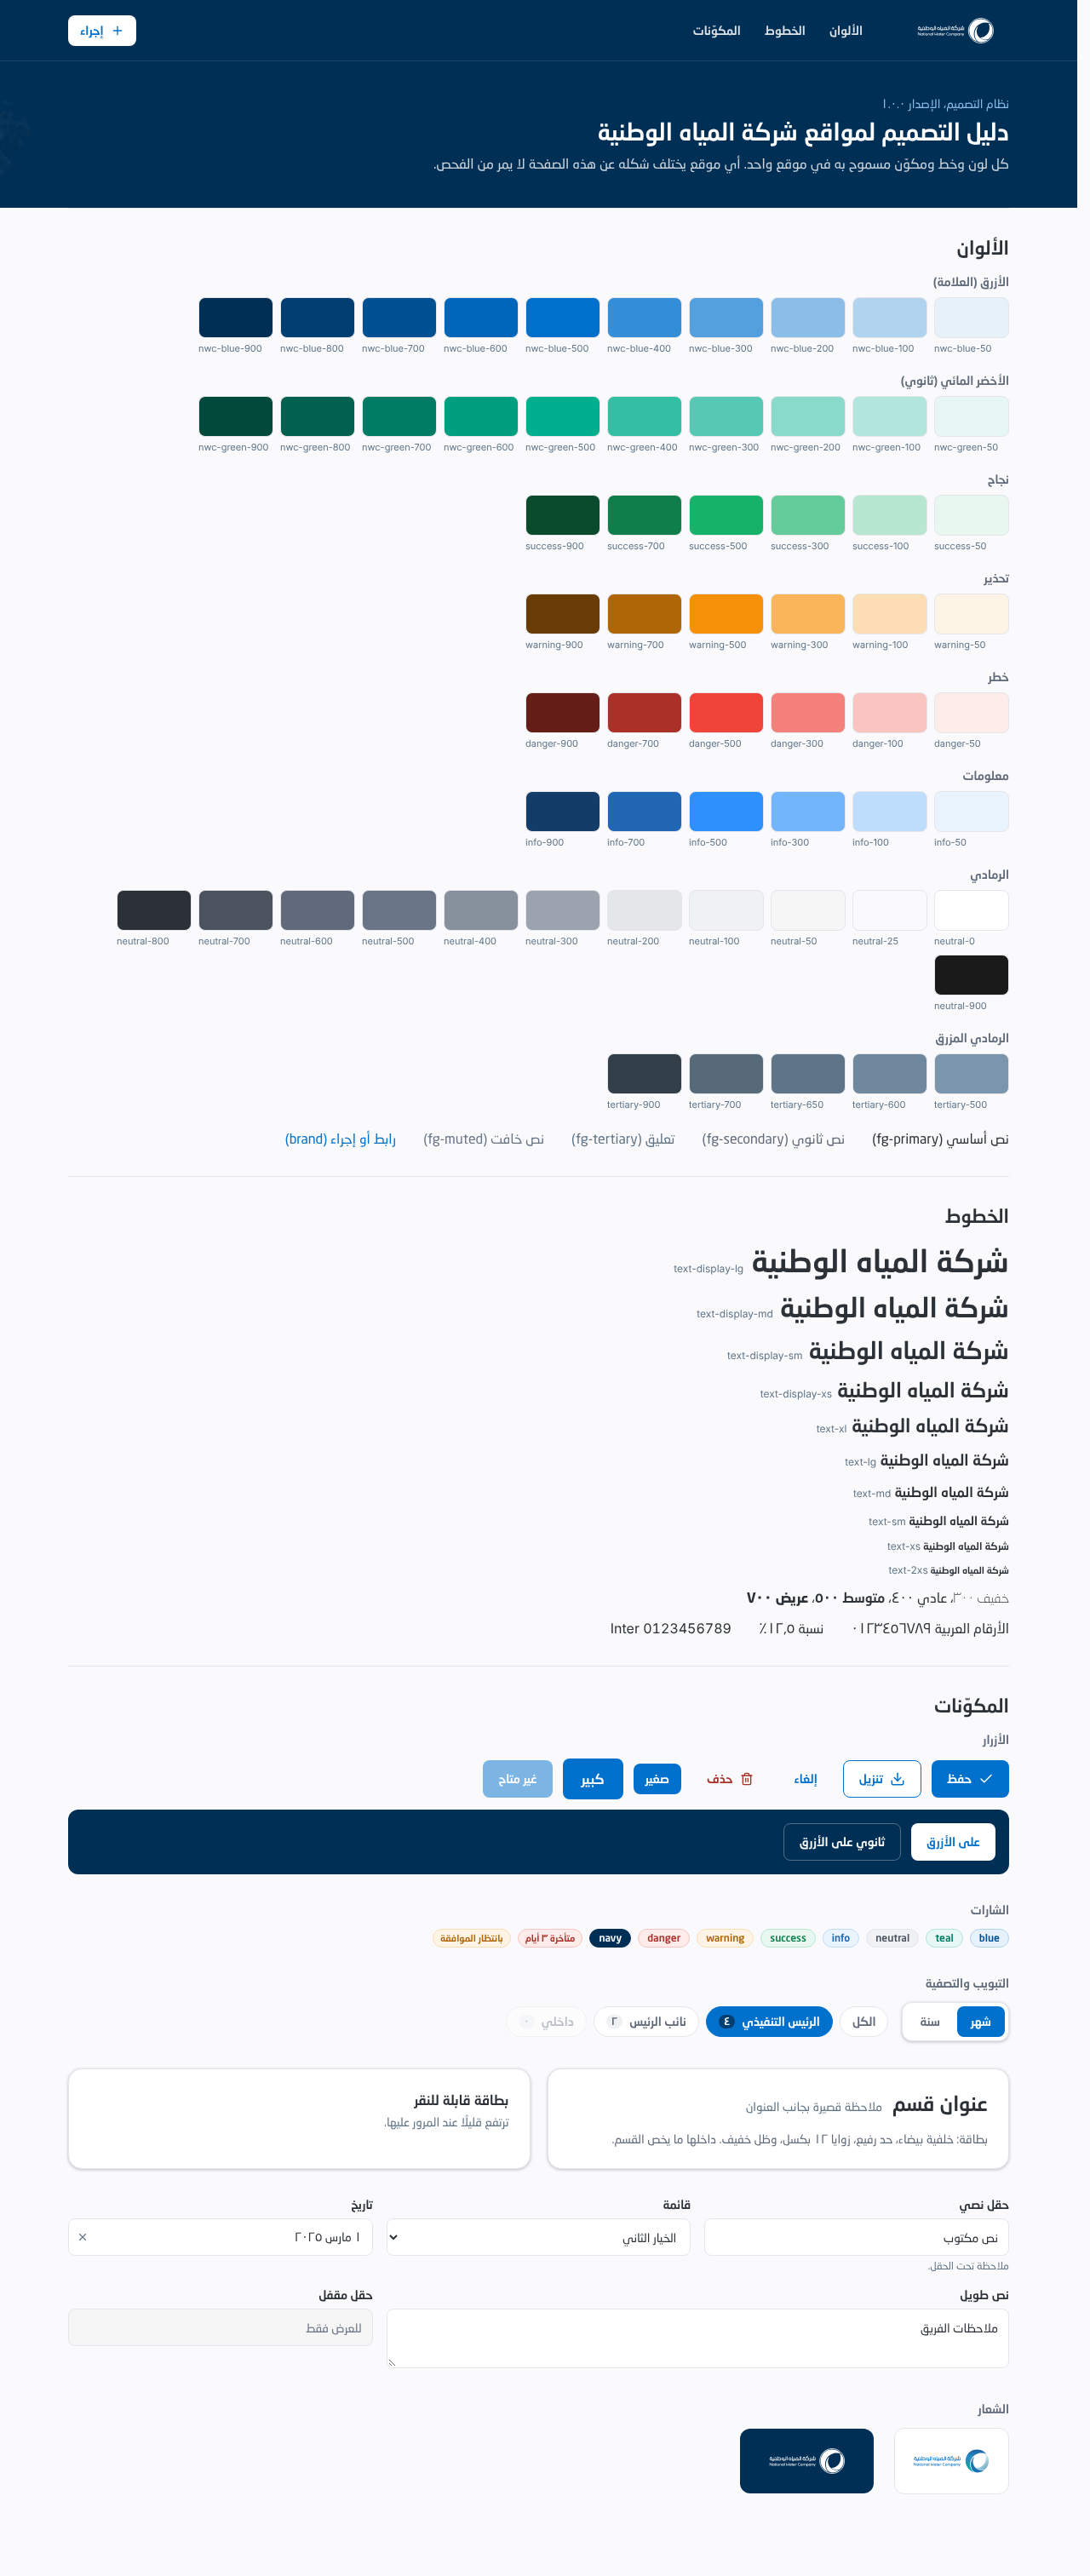 شركة المياه الوطنية
National Water Company
الألوان
الخطوط
المكوّنات
إجراء
نظام التصميم، الإصدار ١.٠.٠
دليل التصميم لمواقع شركة المياه الوطنية
كل لون وخط ومكوّن مسموح به في موقع واحد. أي موقع يختلف شكله عن هذه الصفحة لا يمر من الفحص.
الألوان
الأزرق (العلامة)
nwc-blue-50 nwc-blue-100 nwc-blue-200 nwc-blue-300 nwc-blue-400 nwc-blue-500 nwc-blue-600 nwc-blue-700 nwc-blue-800 nwc-blue-900
الأخضر المائي (ثانوي)
nwc-green-50 nwc-green-100 nwc-green-200 nwc-green-300 nwc-green-400 nwc-green-500 nwc-green-600 nwc-green-700 nwc-green-800 nwc-green-900
نجاح
success-50 success-100 success-300 success-500 success-700 success-900
تحذير
warning-50 warning-100 warning-300 warning-500 warning-700 warning-900
خطر
danger-50 danger-100 danger-300 danger-500 danger-700 danger-900
معلومات
info-50 info-100 info-300 info-500 info-700 info-900
الرمادي
neutral-0 neutral-25 neutral-50 neutral-100 neutral-200 neutral-300 neutral-400 neutral-500 neutral-600 neutral-700 neutral-800
neutral-900
الرمادي المزرق
tertiary-500 tertiary-600 tertiary-650 tertiary-700 tertiary-900
نص أساسي (fg-primary) نص ثانوي (fg-secondary) تعليق (fg-tertiary) نص خافت (fg-muted) رابط أو إجراء (brand)
الخطوط
شركة المياه الوطنية text-display-lg
شركة المياه الوطنية text-display-md
شركة المياه الوطنية text-display-sm
شركة المياه الوطنية text-display-xs
شركة المياه الوطنية text-xl
شركة المياه الوطنية text-lg
شركة المياه الوطنية text-md
شركة المياه الوطنية text-sm
شركة المياه الوطنية text-xs
شركة المياه الوطنية text-2xs
خفيف ٣٠٠، عادي ٤٠٠، متوسط ٥٠٠، عريض ٧٠٠
الأرقام العربية ٠١٢٣٤٥٦٧٨٩ نسبة ١٢,٥٪ Inter 0123456789
المكوّنات
الأزرار
حفظ تنزيل إلغاء حذف صغير كبير غير متاح
على الأزرق ثانوي على الأزرق
الشارات
blue teal neutral info success warning danger navy متأخرة ٣ أيام بانتظار الموافقة
التبويب والتصفية
شهر سنة الكل الرئيس التنفيذي ٤ نائب الرئيس ٢ داخلي ٠
عنوان قسم ملاحظة قصيرة بجانب العنوان
بطاقة: خلفية بيضاء، حد رفيع، زوايا ١٢ بكسل، وظل خفيف. داخلها ما يخص القسم.
بطاقة قابلة للنقر
ترتفع قليلًا عند المرور عليها.
حقل نصي
نص مكتوب
ملاحظة تحت الحقل.
قائمة
الخيار الثاني
تاريخ
١ مارس ٢٠٢٥
نص طويل
ملاحظات الفريق
حقل مقفل
للعرض فقط
الشعار
شركة المياه الوطنية
National Water Company
شركة المياه الوطنية
National Water Company